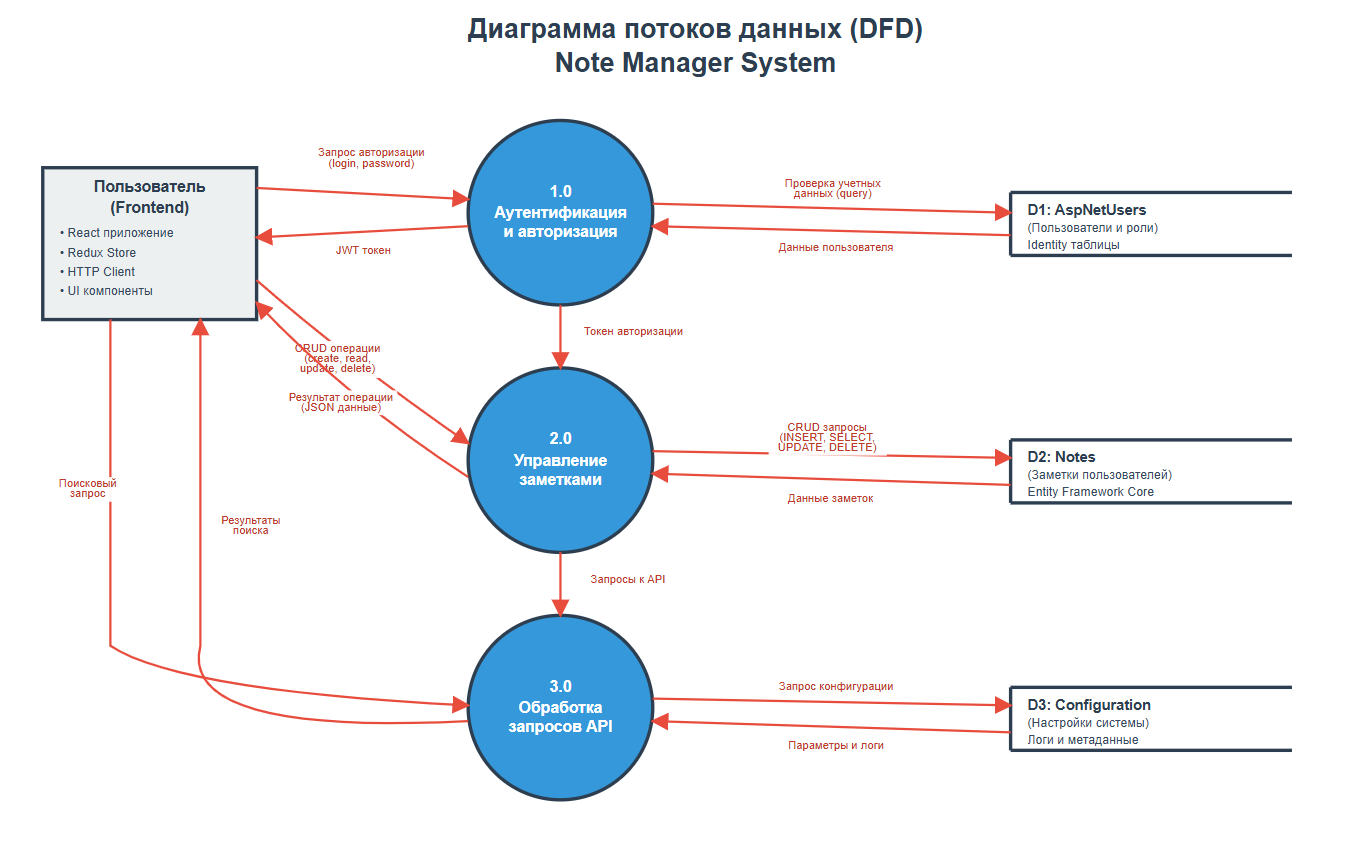 Диаграмма потоков данных (DFD)
Note Manager System
Пользователь
(Frontend)
• React приложение
• Redux Store
• HTTP Client
• UI компоненты
Запрос авторизации
(login, password)
JWT токен
1.0
Аутентификация
и авторизация
Проверка учетных
данных (query)
Данные пользователя
D1: AspNetUsers
(Пользователи и роли)
Identity таблицы
Токен авторизации
CRUD операции
(create, read,
update, delete)
Результат операции
(JSON данные)
2.0
Управление
заметками
CRUD запросы
(INSERT, SELECT,
UPDATE, DELETE)
Данные заметок
D2: Notes
(Заметки пользователей)
Entity Framework Core
Поисковый
запрос
Результаты
поиска
Запросы к API
3.0
Обработка
запросов API
Запрос конфигурации
Параметры и логи
D3: Configuration
(Настройки системы)
Логи и метаданные